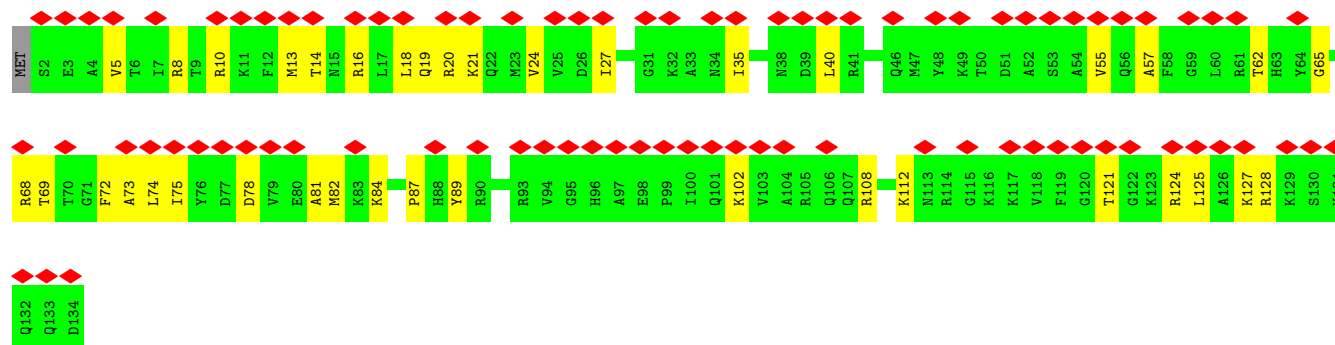 MET S2 E3 A4 V5 T6 I7 R8 T9 R10 K11 F12 M13 T14 N15 R16 L17 L18 Q19 R20 K21 Q22 M23 V24 V25 D26 I27 G31 K32 A33 N34 I35 N38 D39 L40 R41 Q46 M47 Y48 K49 T50 D51 A52 S53 A54 V55 Q56 A57 F58 G59 L60 R61 T62 H63 Y64 G65
R68 T69 T70 G71 F72 A73 L74 I75 Y76 D77 D78 V79 E80 A81 M82 K83 K84 P87 H88 Y89 R90 R93 V94 G95 H96 A97 E98 P99 I100 Q101 K102 V103 A104 R105 Q106 Q107 R108 K112 N113 R114 G115 K116 K117 V118 F119 G120 T121 G122 K123 R124 L125 A126 K127 R128 K129 S130
Q132 Q133 D134